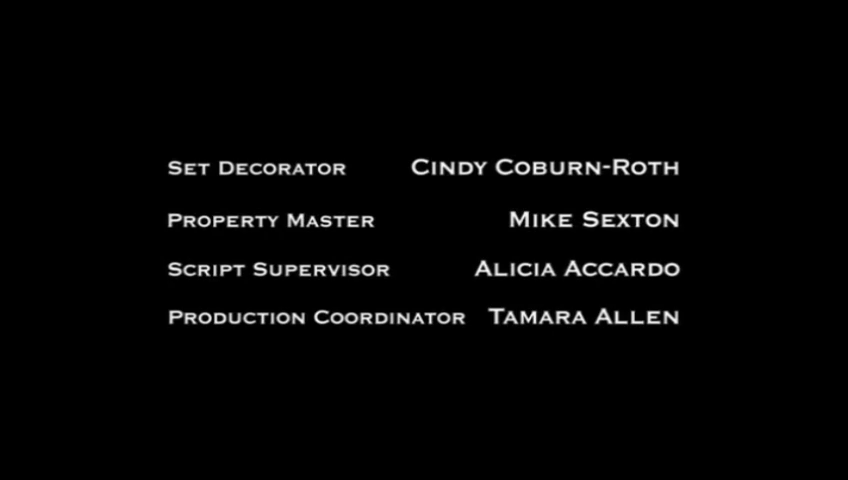 Set Decorator Cindy Coburn-Roth
Property Master Mike Sexton
Script Supervisor Alicia Accardo
Production Coordinator Tamara Allen